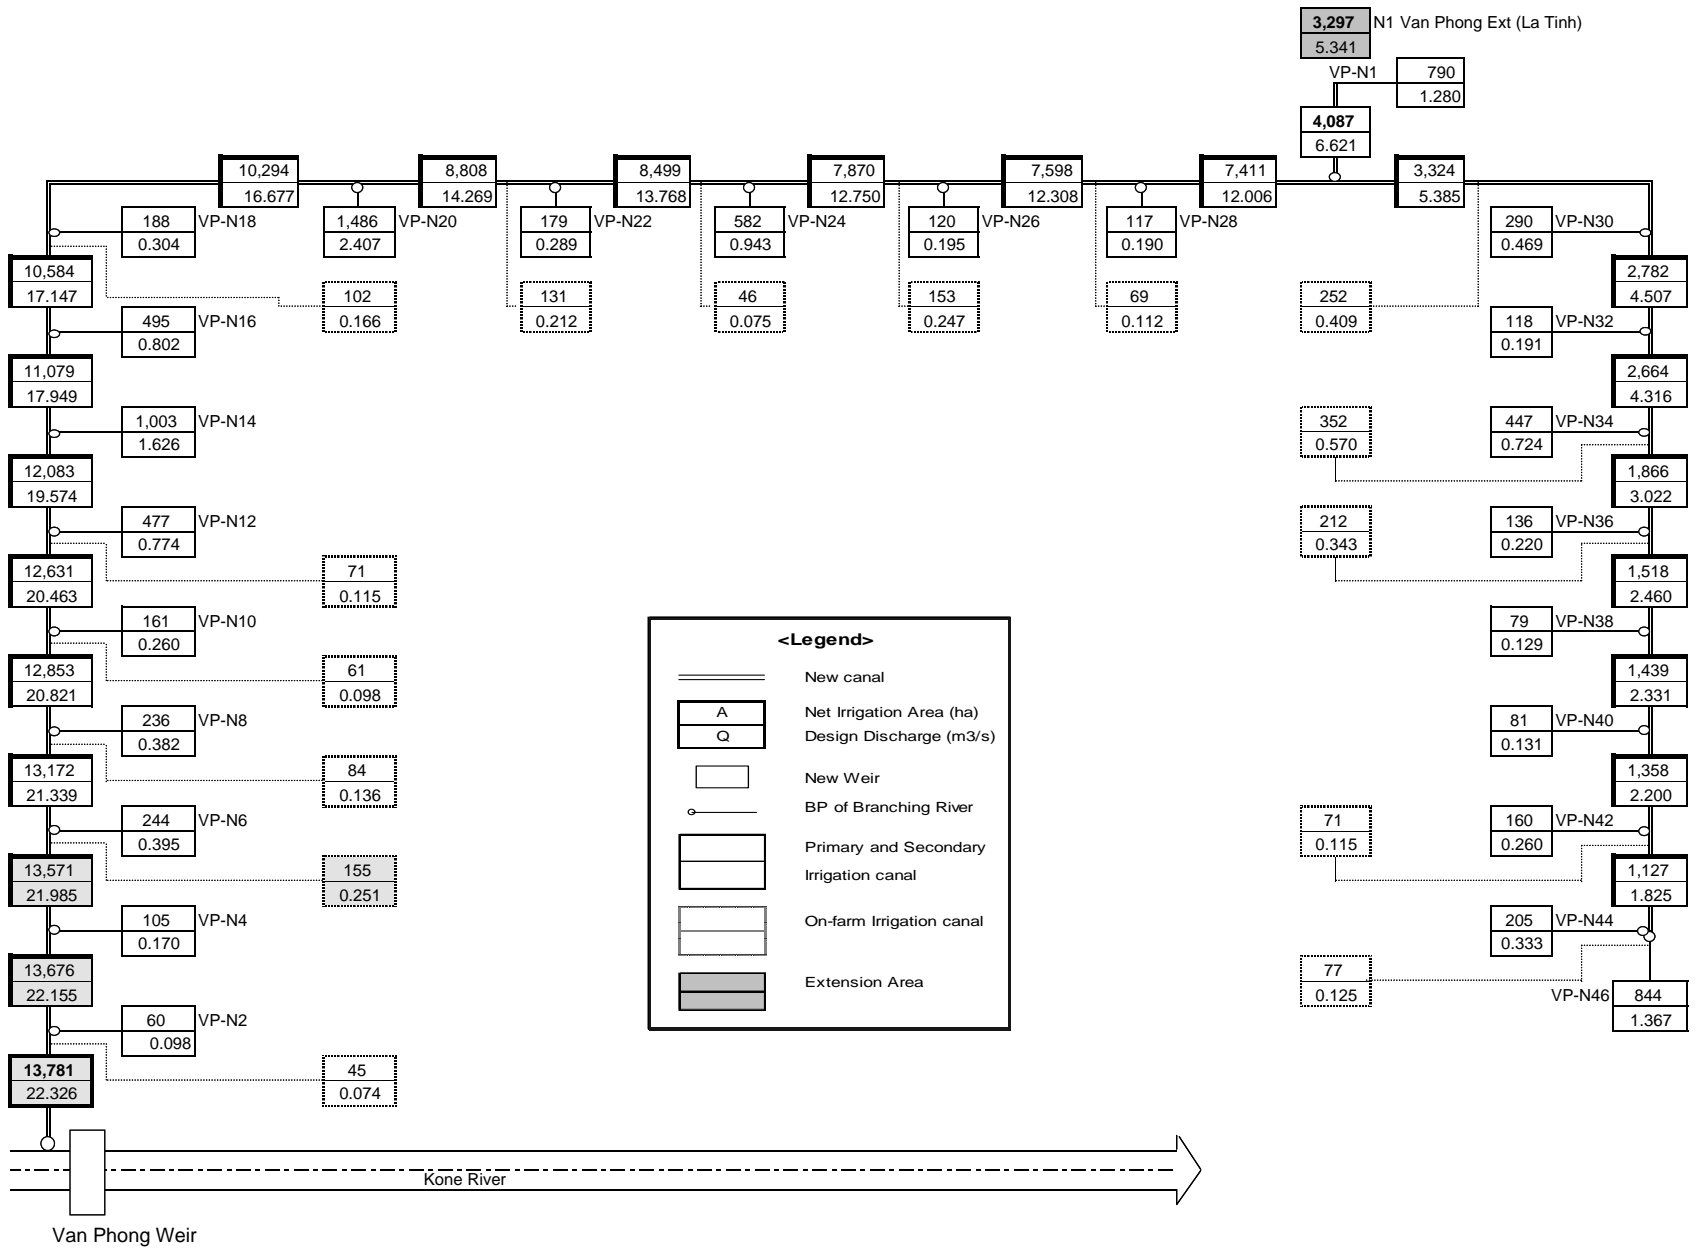 3,297 N1 Van Phong Ext (La Tinh)
5.341
VP-N1 790
1.280
4,087
6.621
10,294 8,808 8,499 7,870 7,598 7,411 3,324
16.677 14.269 13.768 12.750 12.308 12.006 5.385
188 VP-N18 1,486 VP-N20 179 VP-N22 582 VP-N24 120 VP-N26 117 VP-N28 290 VP-N30
0.304 2.407 0.289 0.943 0.195 0.190 0.469
10,584 2,782
17.147 4.507
102 131 46 153 69 252
0.166 0.212 0.075 0.247 0.112 0.409
495 VP-N16 118 VP-N32
0.802 0.191
11,079 2,664
17.949 4.316
1,003 VP-N14 352 447 VP-N34
1.626 0.570 0.724
12,083 1,866
19.574 3.022
477 VP-N12 212 136 VP-N36
0.774 0.343 0.220
12,631 71 1,518
20.463 0.115 2.460
161 VP-N10 79 VP-N38
0.260 0.129
12,853 61 1,439
20.821 0.098 2.331
236 VP-N8 81 VP-N40
0.382 0.131
13,172 84 1,358
21.339 0.136 2.200
244 VP-N6 71 160 VP-N42
0.395 0.115 0.260
13,571 155 1,127
21.985 0.251 1.825
105 VP-N4 205 VP-N44
0.170 0.333
13,676 77
22.155 0.125
VP-N46 844
1.367
60 VP-N2
0.098
13,781 45
22.326 0.074
<Legend>
New canal
A Net Irrigation Area (ha)
Q Design Discharge (m3/s)
New Weir
BP of Branching River
Primary and Secondary
Irrigation canal
On-farm Irrigation canal
Extension Area
Kone River
Van Phong Weir